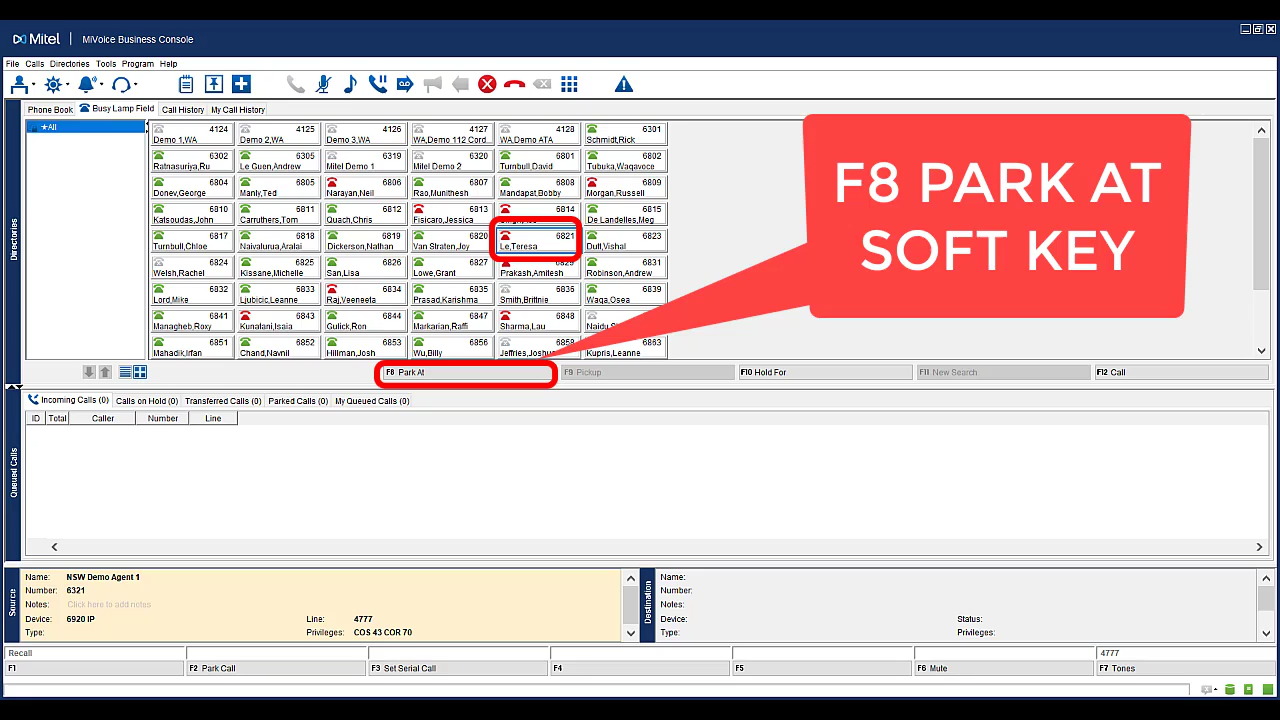 Mitel | MiVoice Business Console
File Calls Directories Tools Program Help
Phone Book Busy Lamp Field Call History My Call History
★All
Directories
4124 4125 4126 4127 4128 6301
Demo 1,WA Demo 2,WA Demo 3,WA WA,Demo 112 Cord.. WA,Demo ATA Schmidt,Rick
6302 6305 6319 6320 6801 6802
Ratnasuriya,Ru Le Guen,Andrew Mitel Demo 1 Mitel Demo 2 Turnbull,David Tubuka,Waqavoce
6804 6805 6806 6807 6808 6809
Donev,George Manly,Ted Narayan,Neil Rao,Munithesh Mandapat,Bobby Morgan,Russell
6810 6811 6812 6813 6814 6815
Katsoudas,John Carruthers,Tom Quach,Chris Fisicaro,Jessica De Landelles,Meg
6817 6818 6819 6820 6821 6823
Turnbull,Chloe Naivalurua,Aralai Dickerson,Nathan Van Straten,Joy Le,Teresa Dutt,Vishal
6824 6825 6826 6827 6829 6831
Welsh,Rachel Kissane,Michelle San,Lisa Lowe,Grant Prakash,Amitesh Robinson,Andrew
6832 6833 6834 6835 6836 6839
Lord,Mike Ljubicic,Leanne Raj,Veeneeta Prasad,Karishma Smith,Brittnie Waqa,Osea
6841 6843 6844 6847 6848
Managheb,Roxy Kunatani,Isaia Gulick,Ron Markarian,Raffi Sharma,Lau Naidu
6851 6852 6853 6856 6858 6863
Mahadik,Irfan Chand,Navnil Hillman,Josh Wu,Billy Jeffries,Joshua Kupris,Leanne
F8 PARK AT
SOFT KEY
F8 Park At F9 Pickup F10 Hold For F11 New Search F12 Call
Incoming Calls (0) Calls on Hold (0) Transferred Calls (0) Parked Calls (0) My Queued Calls (0)
ID Total Caller Number Line
Queued Calls
Source
Name: NSW Demo Agent 1
Number: 6321
Notes: Click here to add notes
Device: 6920 IP Line: 4777
Type: Privileges: COS 43 COR 70
Destination
Name:
Number:
Notes:
Device: Status:
Type: Privileges:
Recall 4777
F1 F2 Park Call F3 Set Serial Call F4 F5 F6 Mute F7 Tones